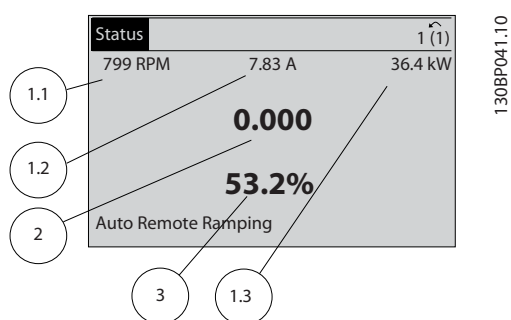 Status 1 (1)
799 RPM 7.83 A 36.4 kW
0.000
53.2%
Auto Remote Ramping
1.1
1.2
2
3
1.3
130BP041.10